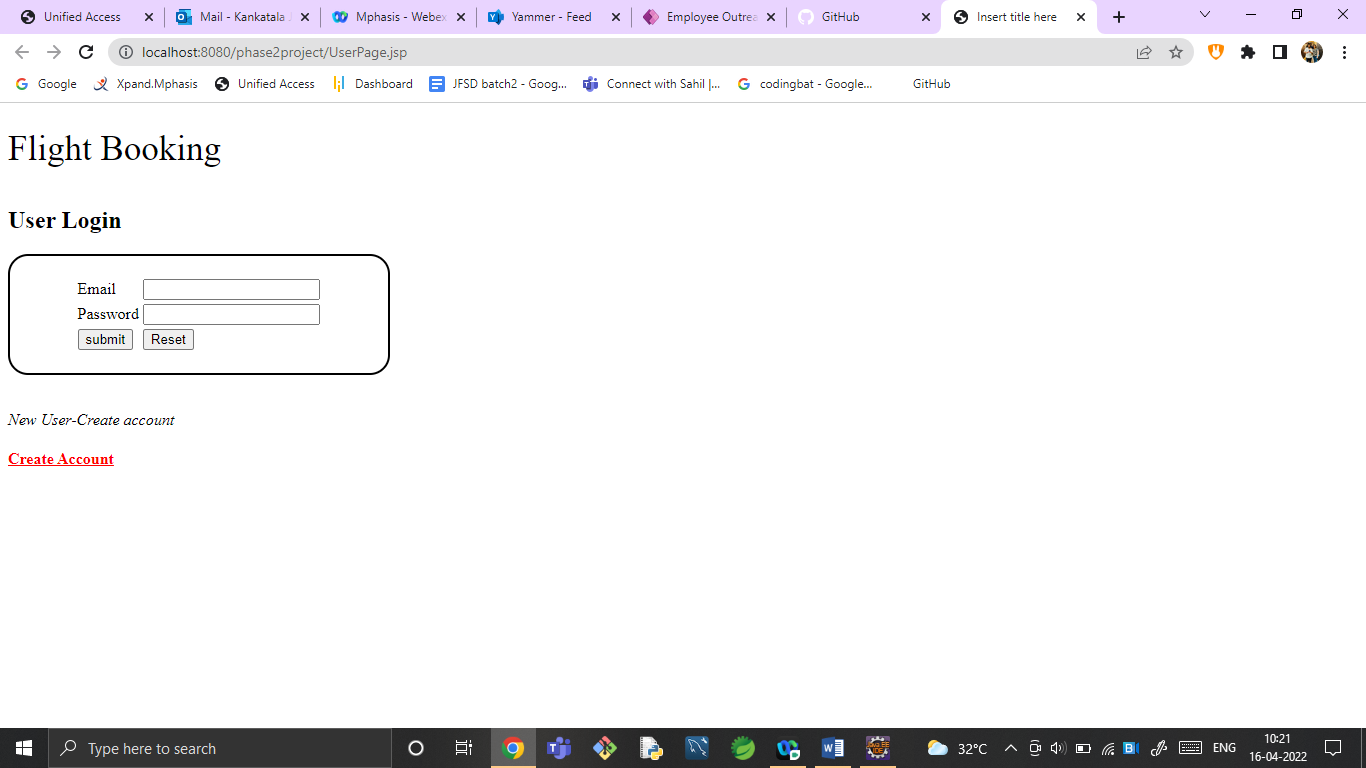 Unified Access
Mail - Kankatala
Mphasis - Webex
Yammer - Feed
Employee Outrea
GitHub
Insert title here
localhost:8080/phase2project/UserPage.jsp
Google
Xpand.Mphasis
Unified Access
Dashboard
JFSD batch2 - Goog...
Connect with Sahil |...
codingbat - Google...
GitHub
Flight Booking
User Login
Email
Password
submit Reset
New User-Create account
Create Account
Type here to search
32°C
ENG
10:21
16-04-2022